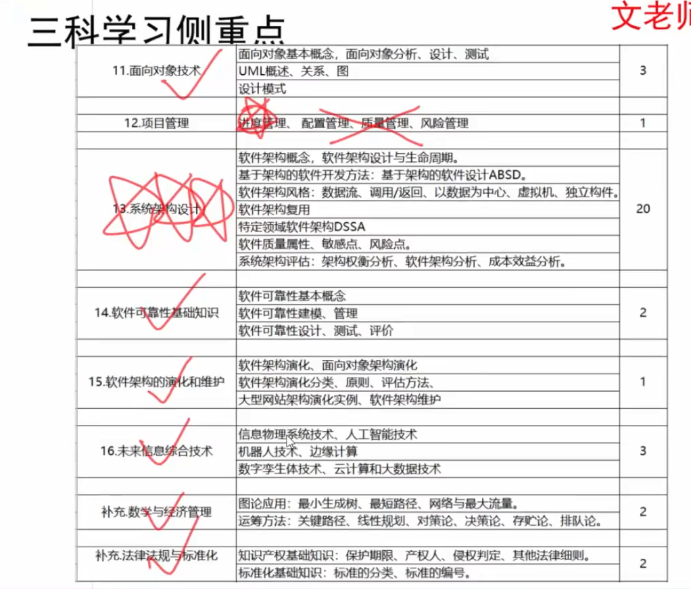 三科学习侧重点
文老师
面向对象基本概念，面向对象分析、设计、测试
11.面向对象技术
UML概述、关系、图
3
设计模式
12.项目管理
进度管理、配置管理、质量管理、风险管理
1
软件架构概念，软件架构设计与生命周期。
基于架构的软件开发方法：基于架构的软件设计ABSD。
软件架构风格：数据流、调用/返回、以数据为中心、虚拟机、独立构件。
13.系统架构设计
软件架构复用
20
特定领域软件架构DSSA
软件质量属性、敏感点、风险点。
系统架构评估：架构权衡分析、软件架构分析、成本效益分析。
软件可靠性基本概念
14.软件可靠性基础知识
软件可靠性建模、管理
2
软件可靠性设计、测试、评价
软件架构演化、面向对象架构演化
15.软件架构的演化和维护
软件架构演化分类、原则、评估方法、
1
大型网站架构演化实例、软件架构维护
信息物理系统技术、人工智能技术
16.未来信息综合技术
机器人技术、边缘计算
3
数字孪生体技术、云计算和大数据技术
补充.数学与经济管理
图论应用：最小生成树、最短路径、网络与最大流量。
2
运筹方法：关键路径、线性规划、对策论、决策论、存贮论、排队论。
补充.法律法规与标准化
知识产权基础知识：保护期限、产权人、侵权判定、其他法律细则。
2
标准化基础知识：标准的分类、标准的编号。